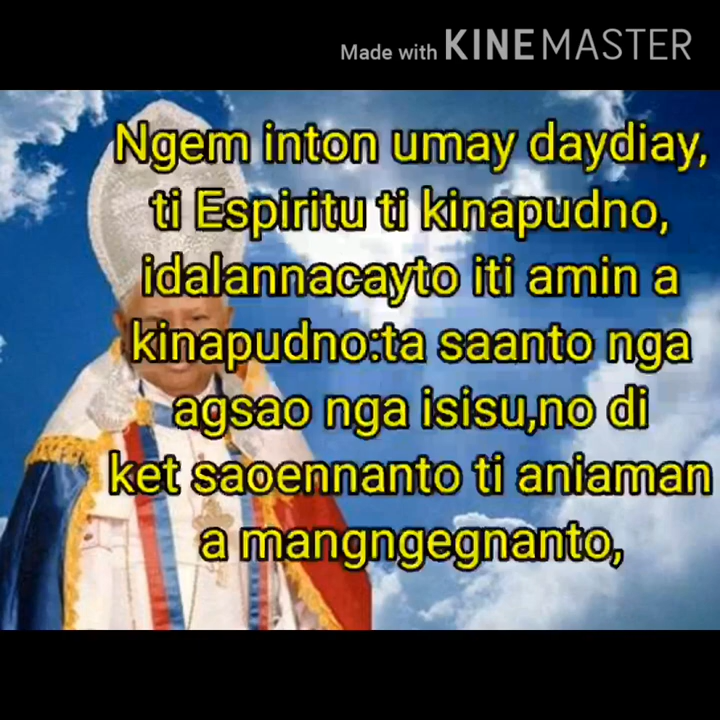 Made with KINEMASTER
Ngem inton umay daydiay,
ti Espiritu ti kinapudno,
idalannacayto iti amin a
kinapudno:ta saanto nga
agsao nga isisu,no di
ket saoennanto ti aniaman
a mangngegnanto,